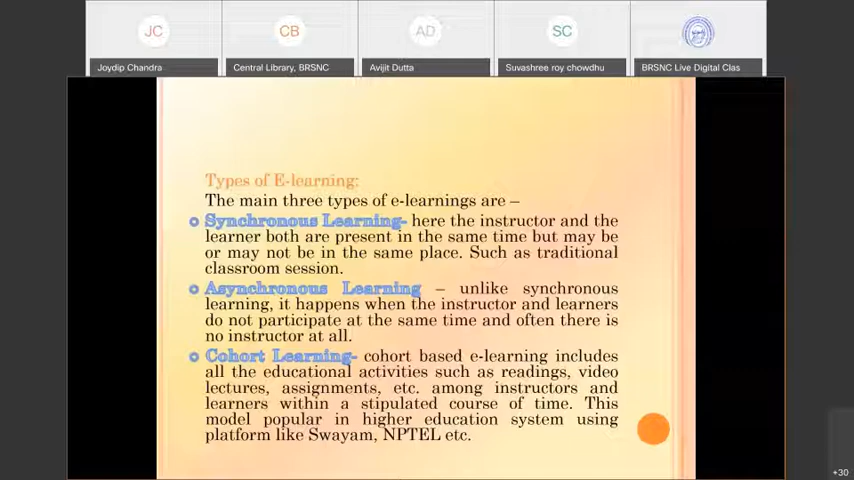 JC
CB
AD
SC
Joydip Chandra
Central Library, BRSNC
Avijit Dutta
Suvashree roy chowdhu
BRSNC Live Digital Clas
Types of E-learning:
The main three types of e-learnings are –
Synchronous Learning- here the instructor and the
learner both are present in the same time but may be
or may not be in the same place. Such as traditional
classroom session.
Asynchronous Learning – unlike synchronous
learning, it happens when the instructor and learners
do not participate at the same time and often there is
no instructor at all.
Cohort Learning- cohort based e-learning includes
all the educational activities such as readings, video
lectures, assignments, etc. among instructors and
learners within a stipulated course of time. This
model popular in higher education system using
platform like Swayam, NPTEL etc.
+30